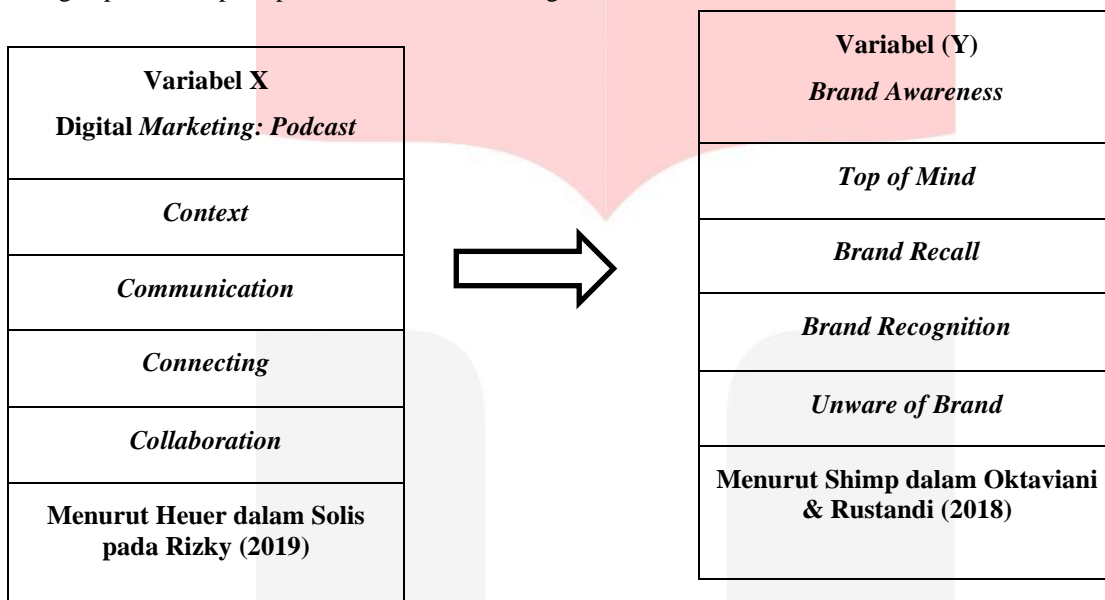 Variabel X
Digital Marketing: Podcast
Context
Communication
Connecting
Collaboration
Menurut Heuer dalam Solis
pada Rizky (2019)
Variabel (Y)
Brand Awareness
Top of Mind
Brand Recall
Brand Recognition
Unware of Brand
Menurut Shimp dalam Oktaviani
& Rustandi (2018)